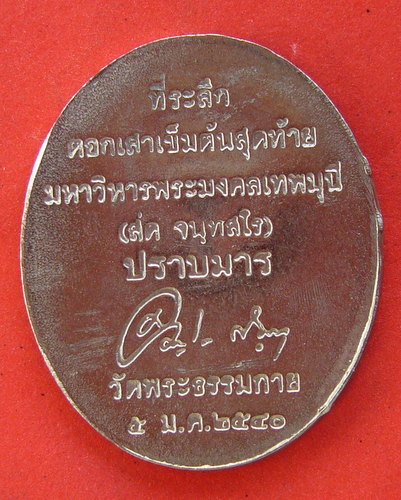 ที่ระลึก
ตอกเสาเข็มต้นสุดท้าย
มหาวิหารพระมงคลเทพมุนี
(สด จนฺทสโร)
ปราบมาร
วัดพระธรรมกาย
๕ ม.ค.๒๕๔๐